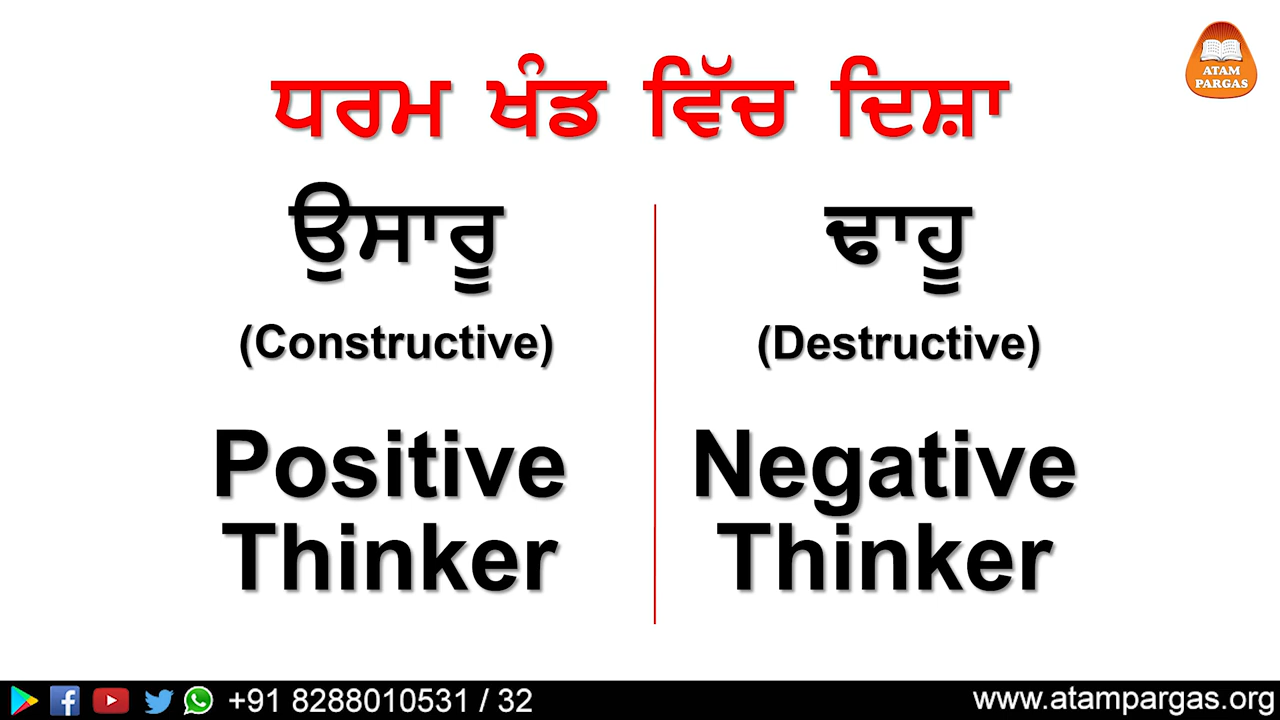 ਧਰਮ ਖੰਡ ਵਿੱਚ ਦਿਸ਼ਾ
ATAM
PARGAS
ਉਸਾਰੂ
(Constructive)
Positive
Thinker
ਢਾਹੂ
(Destructive)
Negative
Thinker
+91 8288010531 / 32
www.atampargas.org